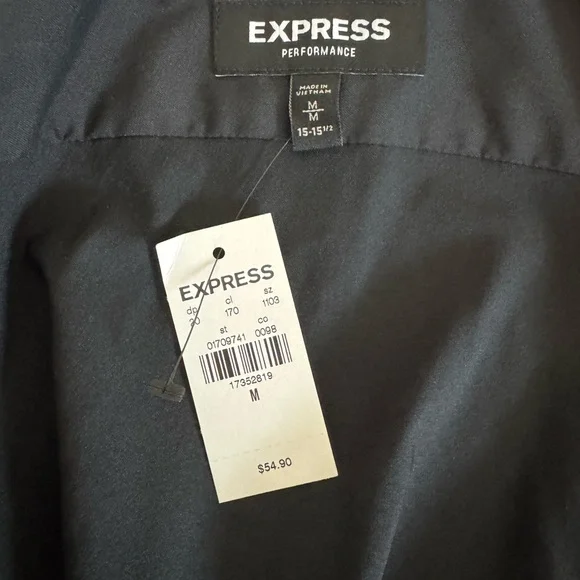 EXPRESS
PERFORMANCE
MADE IN
VIETNAM
M
M
15-15 1/2
EXPRESS
dp cl sz
20 170 1103
st co
01709741 0098
17352819
M
$54.90